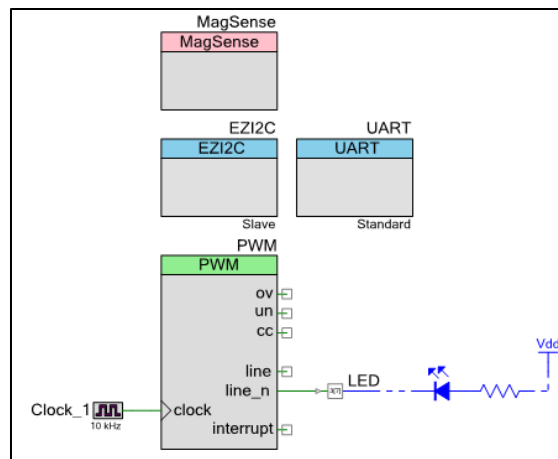 MagSense
MagSense
EZI2C
EZI2C
Slave
UART
UART
Standard
PWM
PWM
ov
un
cc
line
line_n
LED
Vdd
Clock_1
10 kHz
clock
interrupt